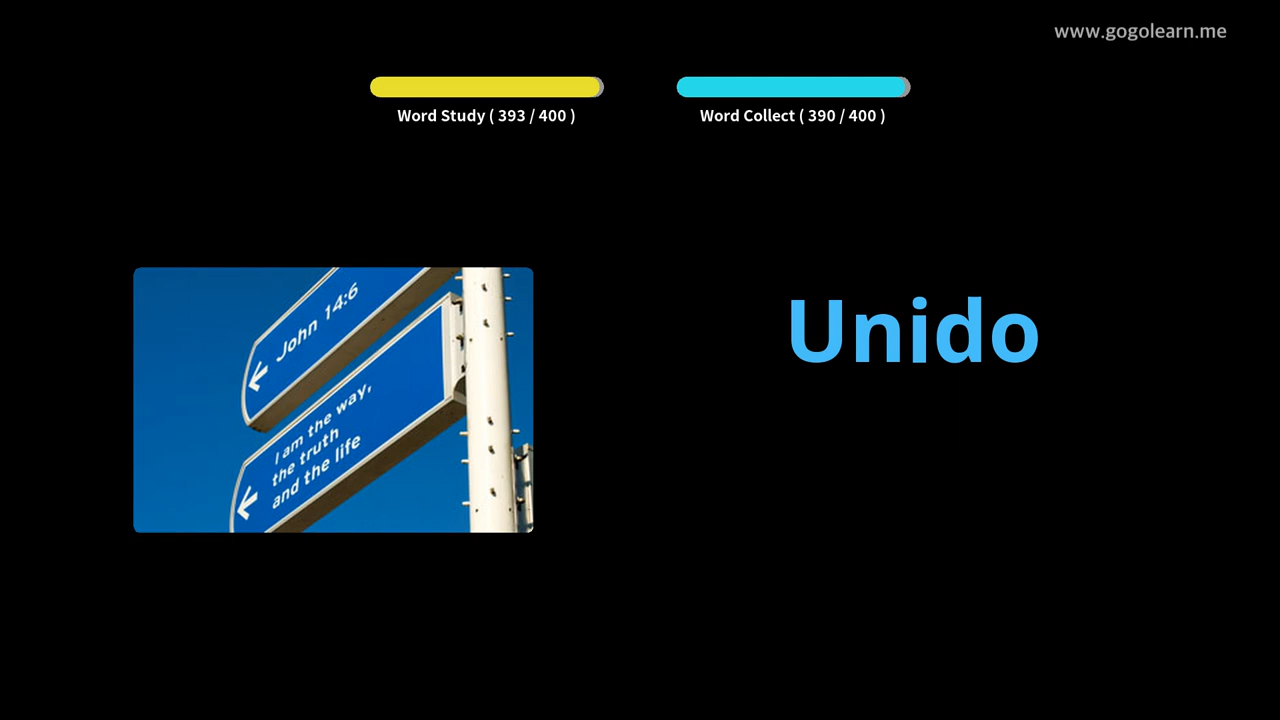 www.gogolearn.me
Word Study ( 393 / 400 )
Word Collect ( 390 / 400 )
John 14:6
I am the way,
the truth
and the life
Unido